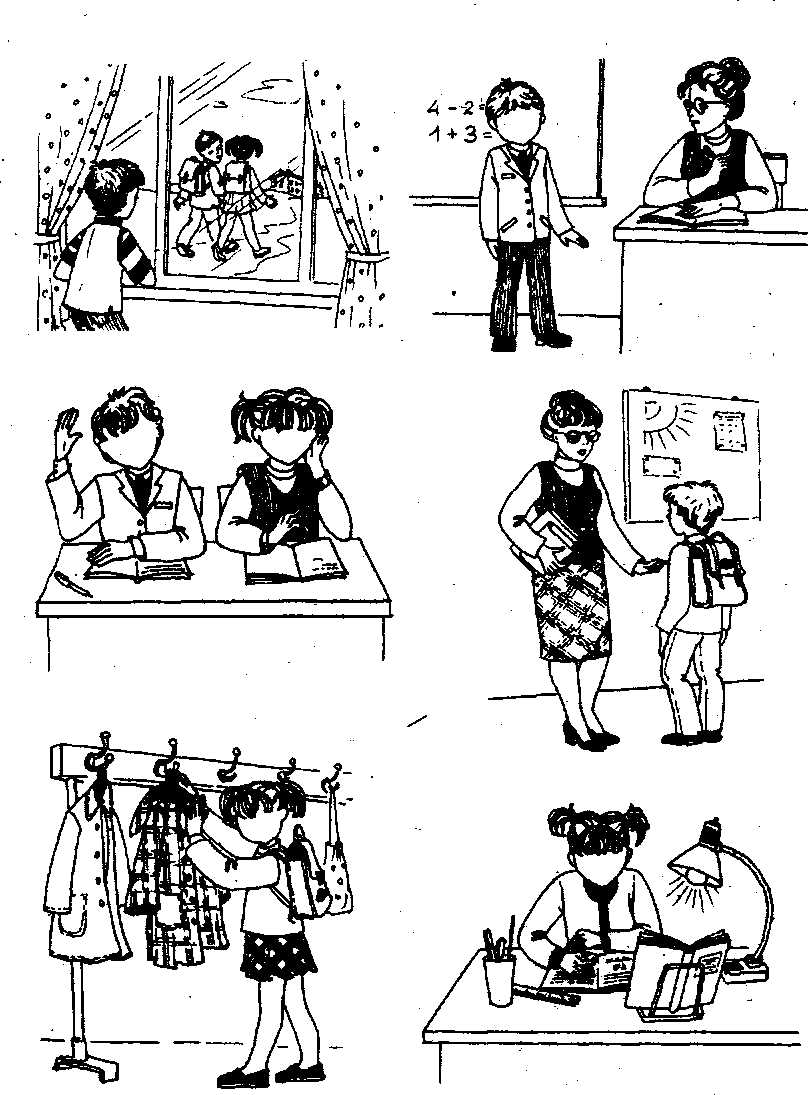 4 - 2 =
1 + 3 =